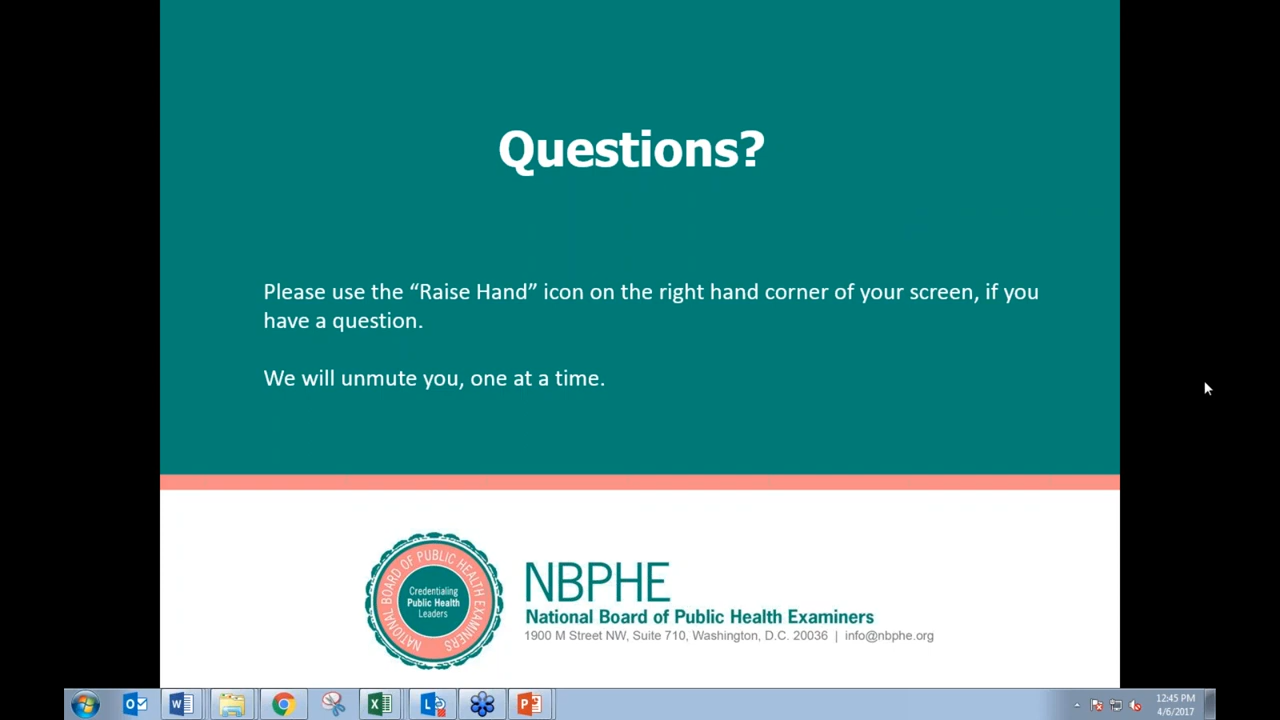 Questions?
Please use the “Raise Hand” icon on the right hand corner of your screen, if you
have a question.
We will unmute you, one at a time.
NATIONAL BOARD OF PUBLIC HEALTH EXAMINERS
Credentialing
Public Health
Leaders
NBPHE
National Board of Public Health Examiners
1900 M Street NW, Suite 710, Washington, D.C. 20036 | info@nbphe.org
12:45 PM
4/6/2017